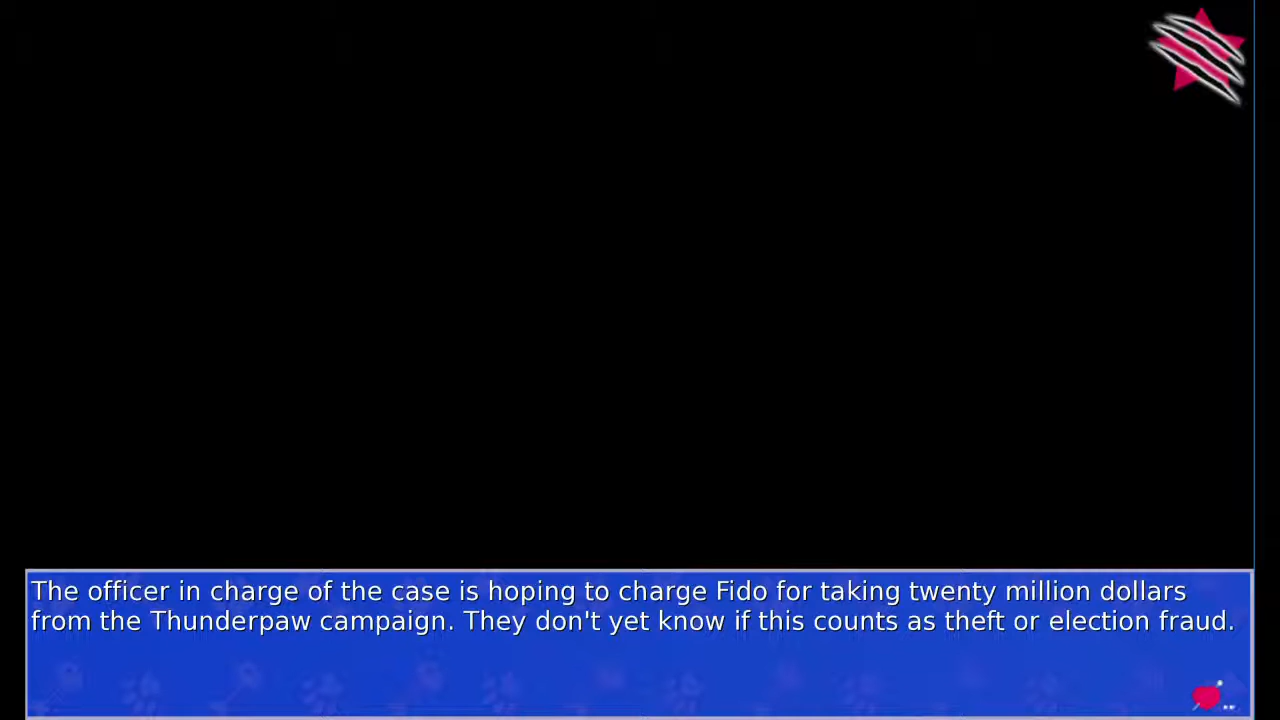 The officer in charge of the case is hoping to charge Fido for taking twenty million dollars
from the Thunderpaw campaign. They don't yet know if this counts as theft or election fraud.